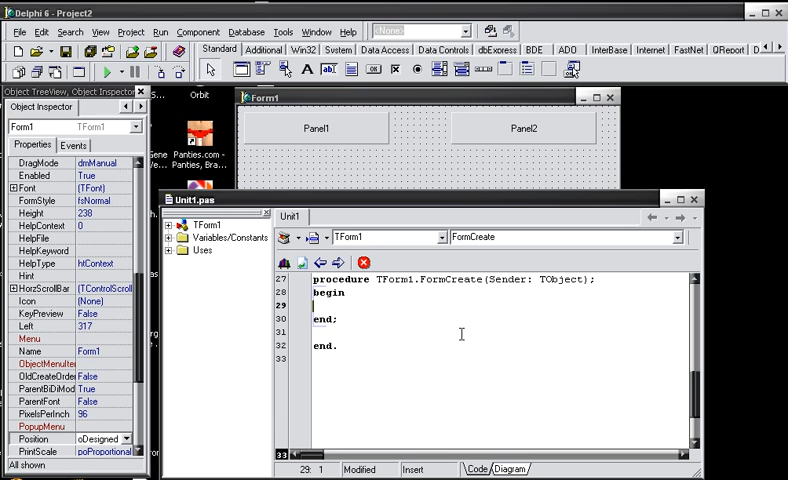 Delphi 6 - Project2
File Edit Search View Project Run Component Database Tools Window Help
<None>
Standard Additional Win32 System Data Access Data Controls dbExpress BDE ADO InterBase Internet FastNet QReport D
Object TreeView, Object Inspector
Object Inspector
Form1 TForm1
Properties Events
DragMode dmManual
Enabled True
Font (TFont)
FormStyle fsNormal
Height 238
HelpContext 0
HelpFile
HelpKeyword
HelpType htContext
Hint
HorzScrollBar (TControlScroll
Icon (None)
KeyPreview False
Left 317
Menu
Name Form1
ObjectMenuItem
OldCreateOrder False
ParentBiDiMod True
ParentFont False
PixelsPerInch 96
PopupMenu
Position oDesigned
PrintScale poProportional
All shown
Orbit
Panties.com -
Panties, Bra...
Form1
Panel1 Panel2
Unit1.pas
TForm1
Variables/Constants
Uses
Unit1
TForm1 FormCreate
27 procedure TForm1.FormCreate(Sender: TObject);
28 begin
29
30 end;
31
32 end.
33
33
29: 1 Modified Insert Code Diagram